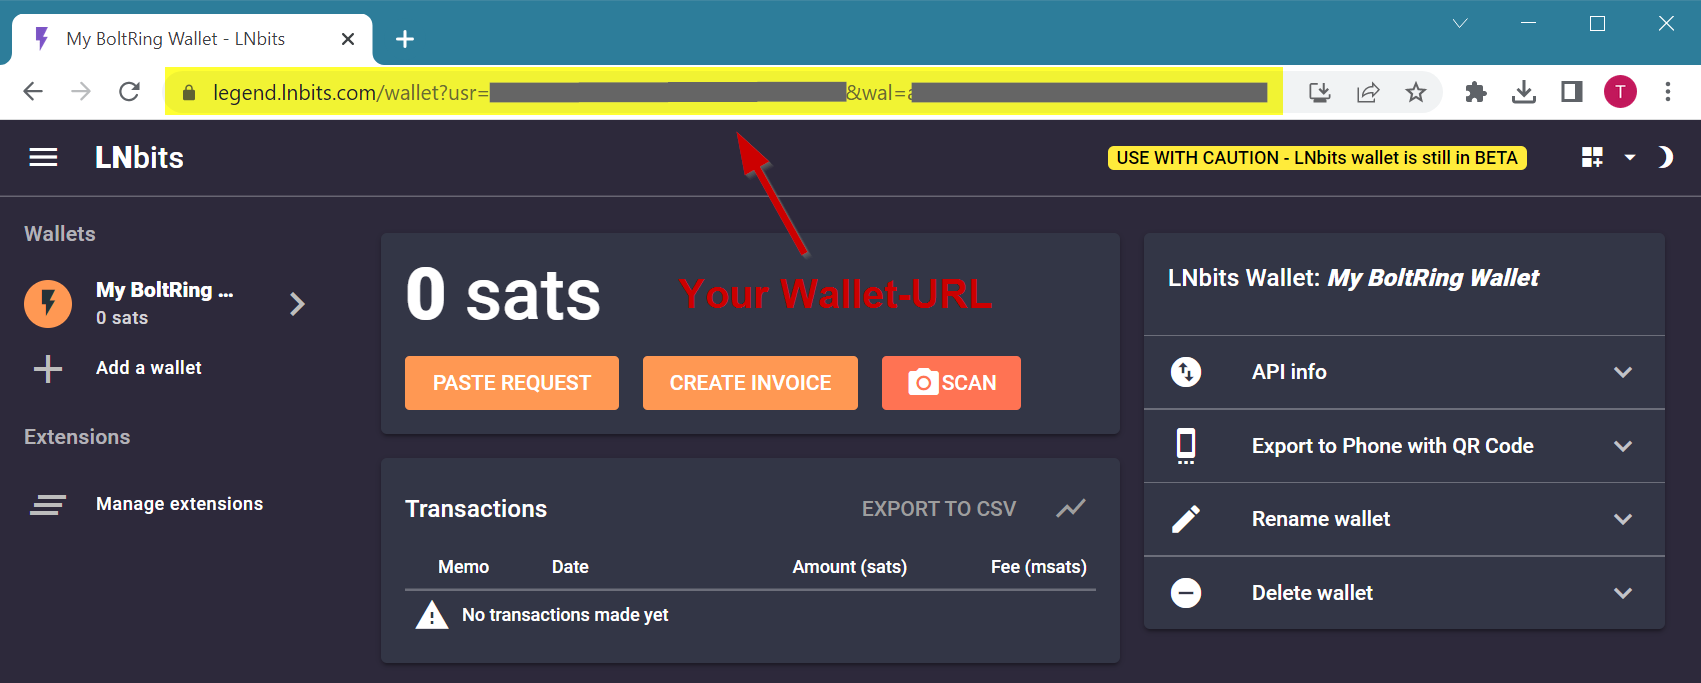 My BoltRing Wallet - LNbits
legend.lnbits.com/wallet?usr= &wal=a
T
LNbits
USE WITH CAUTION - LNbits wallet is still in BETA
Wallets
My BoltRing ...
0 sats
Add a wallet
Extensions
Manage extensions
0 sats
Your Wallet-URL
PASTE REQUEST
CREATE INVOICE
SCAN
Transactions
EXPORT TO CSV
Memo Date Amount (sats) Fee (msats)
No transactions made yet
LNbits Wallet: My BoltRing Wallet
API info
Export to Phone with QR Code
Rename wallet
Delete wallet